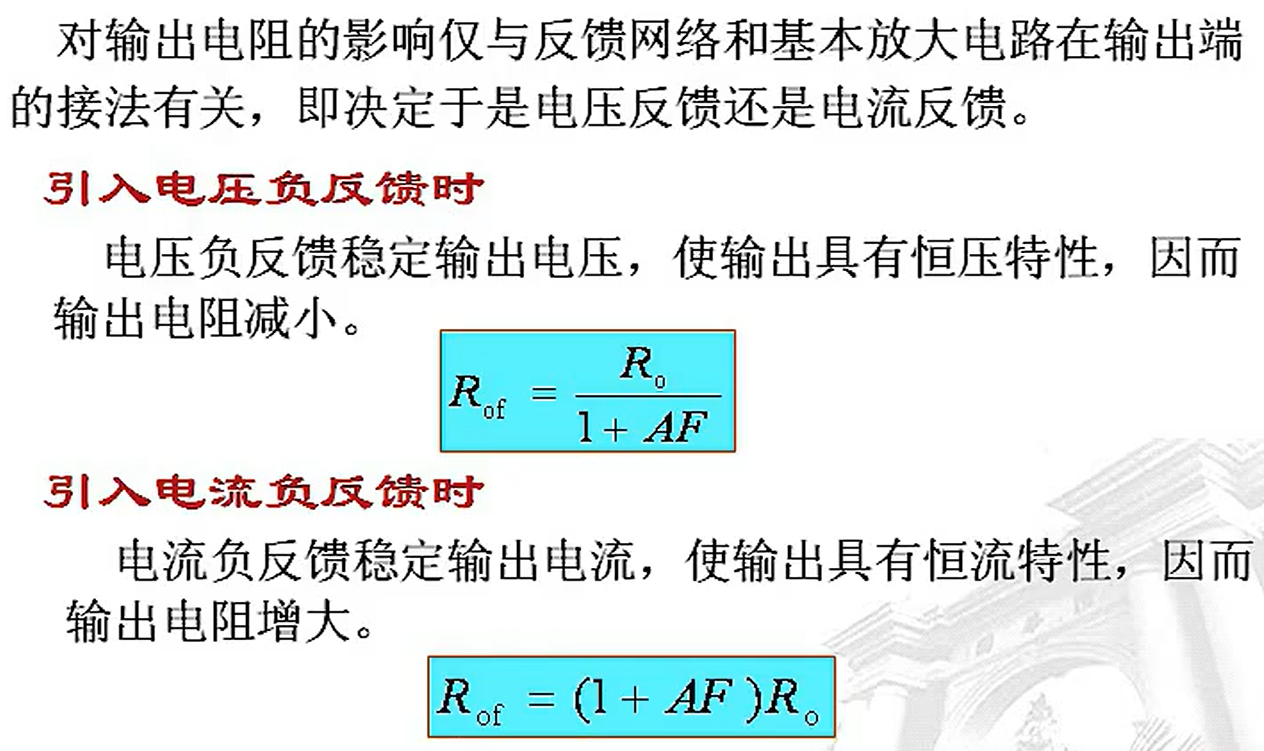 对输出电阻的影响仅与反馈网络和基本放大电路在输出端
的接法有关，即决定于是电压反馈还是电流反馈。
引入电压负反馈时
电压负反馈稳定输出电压，使输出具有恒压特性，因而
输出电阻减小。
R_of = R_o / (1 + AF)
引入电流负反馈时
电流负反馈稳定输出电流，使输出具有恒流特性，因而
输出电阻增大。
R_of = (1 + AF)R_o